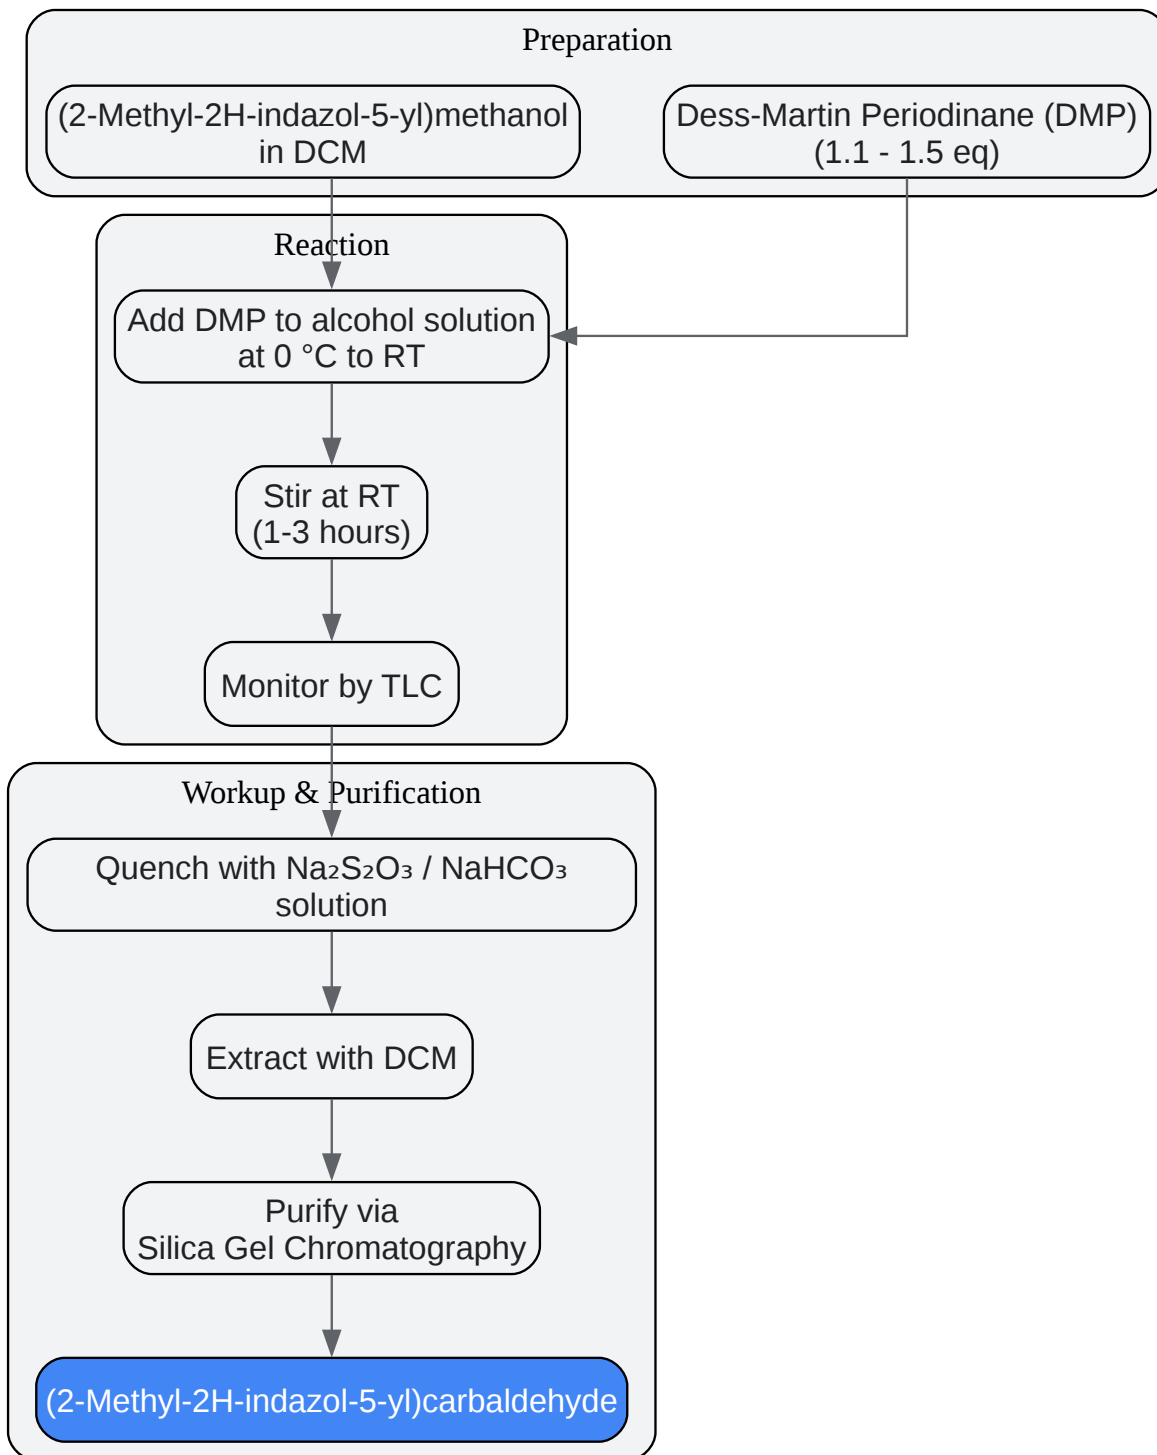 Preparation
(2-Methyl-2H-indazol-5-yl)methanol
in DCM
Dess-Martin Periodinane (DMP)
(1.1 - 1.5 eq)
Reaction
Add DMP to alcohol solution
at 0 °C to RT
Stir at RT
(1-3 hours)
Monitor by TLC
Workup & Purification
Quench with Na₂S₂O₃ / NaHCO₃
solution
Extract with DCM
Purify via
Silica Gel Chromatography
(2-Methyl-2H-indazol-5-yl)carbaldehyde